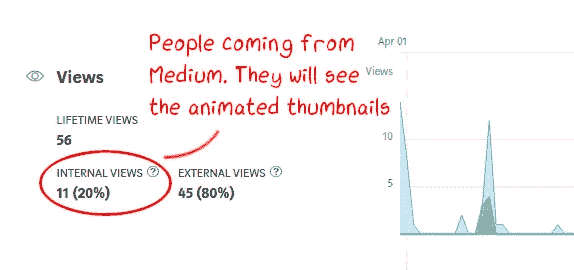 People coming from
Medium. They will see
the animated thumbnails
Apr 01
Views
Views
LIFETIME VIEWS
56
INTERNAL VIEWS ?
11 (20%)
EXTERNAL VIEWS ?
45 (80%)
10
5